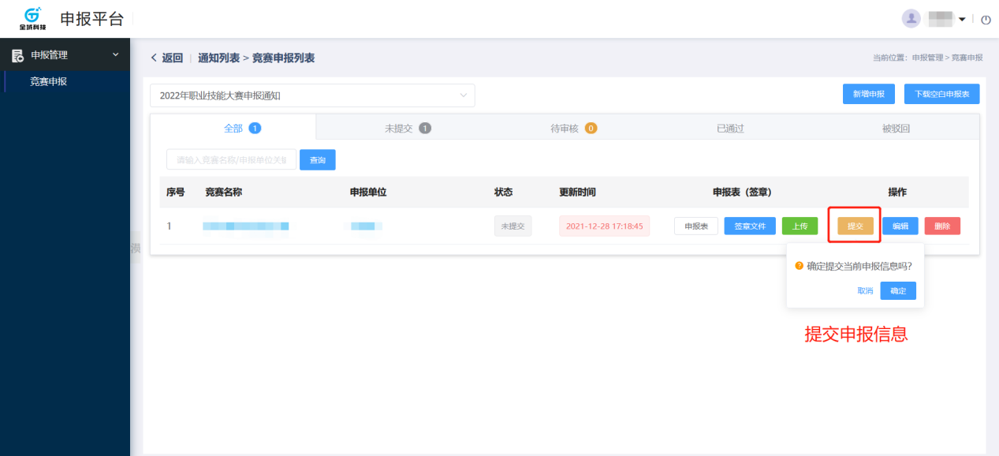 全域科技
申报平台
申报管理
竞赛申报
返回 | 通知列表 > 竞赛申报列表
当前位置：申报管理 > 竞赛申报
2022年职业技能大赛申报通知
新增申报
下载空白申报表
全部 1
未提交 1
待审核 0
已通过
被驳回
请输入竞赛名称/申报单位关键
查询
序号 竞赛名称 申报单位 状态 更新时间 申报表（签章） 操作
1 未提交 2021-12-28 17:18:45 申报表 签章文件 上传 提交 编辑 删除
确定提交当前申报信息吗?
取消 确定
提交申报信息